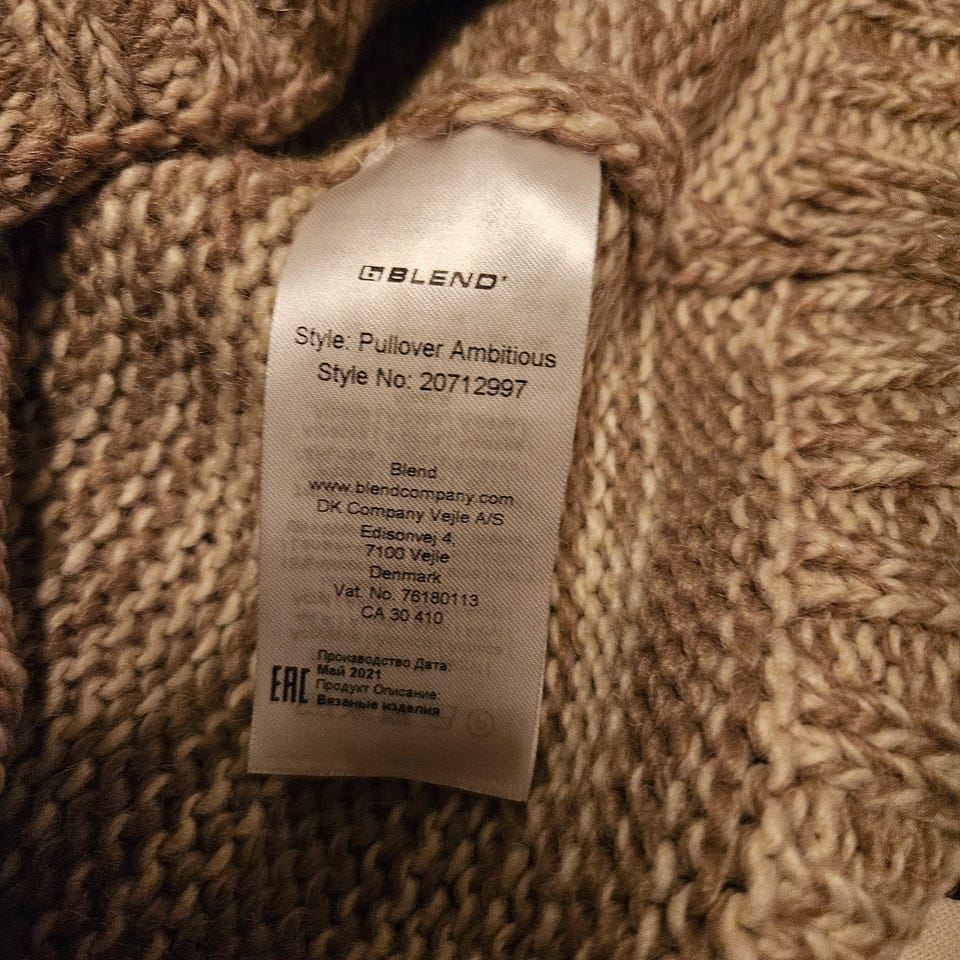 BLEND
Style: Pullover Ambitious
Style No: 20712997
Blend
www.blendcompany.com
DK Company Vejle A/S
Edisonvej 4,
7100 Vejle
Denmark
Vat. No. 76180113
CA 30 410
EAC
Производство Дата:
Май 2021
Продукт Описание:
Вязаные изделия